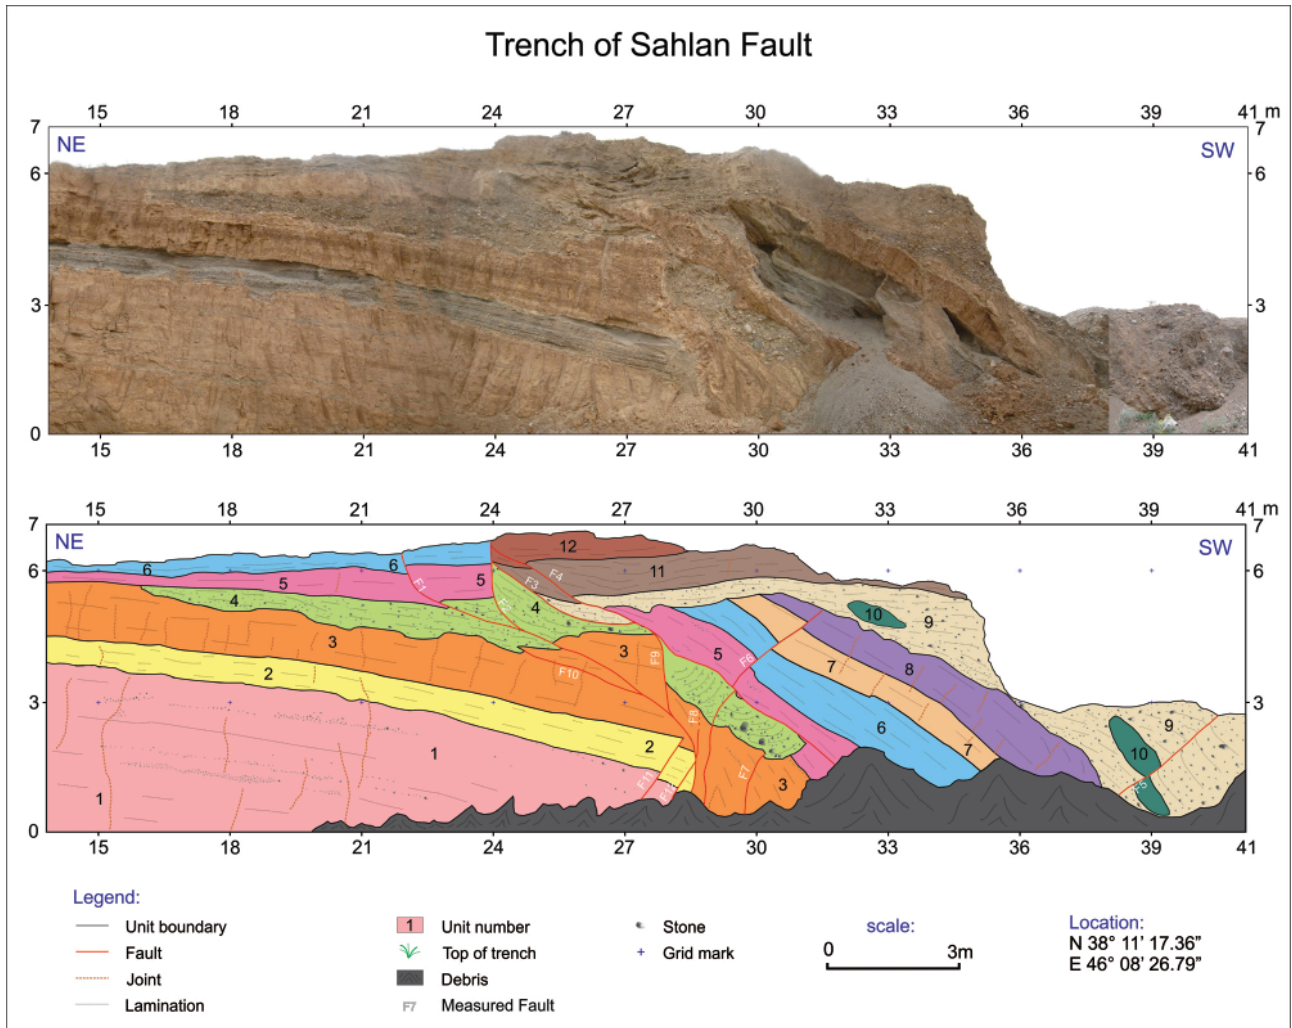 Trench of Sahlan Fault
15 18 21 24 27 30 33 36 39 41 m
7 7
NE SW
6 6
3 3
0 0
15 18 21 24 27 30 33 36 39 41
15 18 21 24 27 30 33 36 39 41 m
7 7
NE SW
12
6 6 6 6 11
5 5 F1 F3 F4
4 4 10 9
3 3 F9 5 F6 7 8
2 F10
3 3
F8 6 9
1 2 7 10
F11 F7 3 F5
1
0 0
15 18 21 24 27 30 33 36 39 41
Legend:
Unit boundary
Fault
Joint
Lamination
1 Unit number
Top of trench
Debris
F7 Measured Fault
Stone
Grid mark
scale:
0 3m
Location:
N 38° 11' 17.36”
E 46° 08' 26.79”